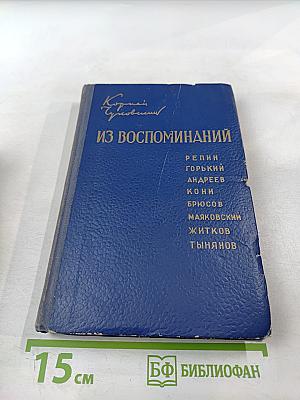 Корней
Чуковский
ИЗ ВОСПОМИНАНИЙ
РЕПИН
ГОРЬКИЙ
АНДРЕЕВ
КОНИ
БРЮСОВ
МАЯКОВСКИЙ
ЖИТКОВ
ТЫНЯНОВ
15 см
БФ БИБЛИОФАН